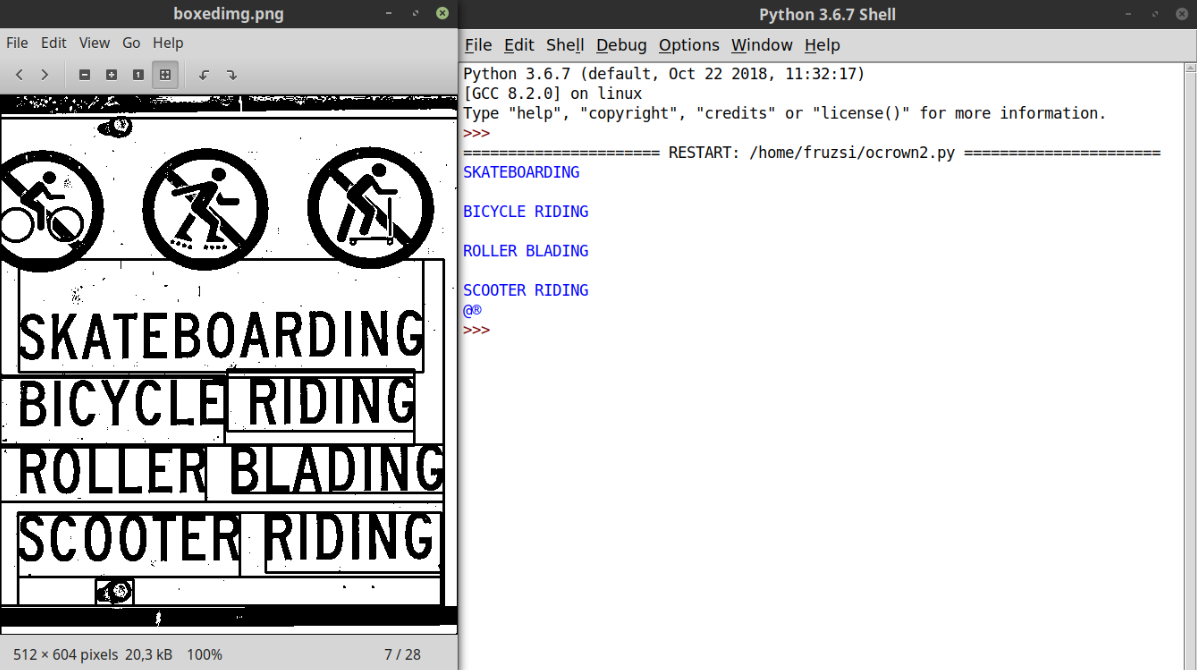 boxedimg.png
File Edit View Go Help
SKATEBOARDING
BICYCLE RIDING
ROLLER BLADING
SCOOTER RIDING
512 × 604 pixels 20,3 kB 100% 7 / 28
Python 3.6.7 Shell
File Edit Shell Debug Options Window Help
Python 3.6.7 (default, Oct 22 2018, 11:32:17)
[GCC 8.2.0] on linux
Type "help", "copyright", "credits" or "license()" for more information.
>>>
====================== RESTART: /home/fruzsi/ocrown2.py ======================
SKATEBOARDING
BICYCLE RIDING
ROLLER BLADING
SCOOTER RIDING
@®
>>>